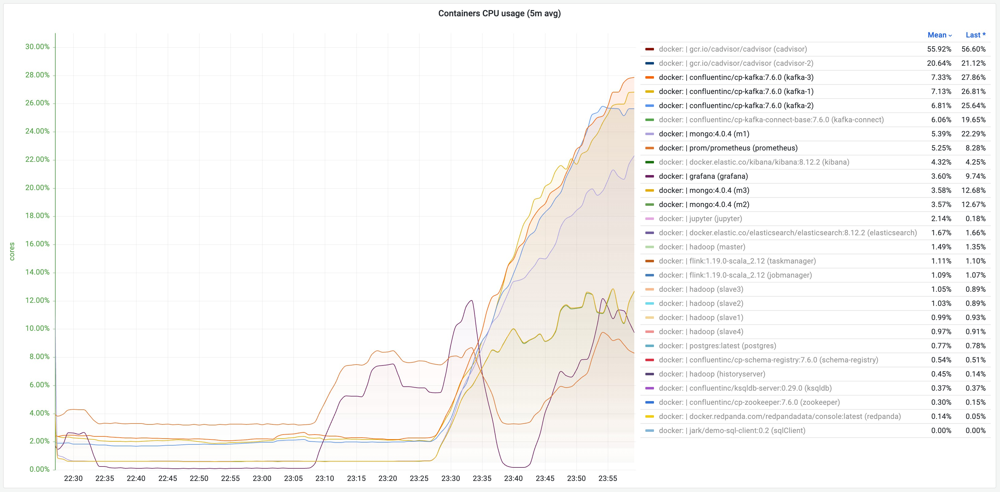 Containers CPU usage (5m avg)
Mean Last *
30.00%
28.00%
26.00%
24.00%
22.00%
20.00%
18.00%
16.00%
14.00%
12.00%
10.00%
8.00%
6.00%
4.00%
2.00%
0.00%
cores
22:30 22:35 22:40 22:45 22:50 22:55 23:00 23:05 23:10 23:15 23:20 23:25 23:30 23:35 23:40 23:45 23:50 23:55
docker: | gcr.io/cadvisor/cadvisor (cadvisor) 55.92% 56.60%
docker: | gcr.io/cadvisor/cadvisor (cadvisor-2) 20.64% 21.12%
docker: | confluentinc/cp-kafka:7.6.0 (kafka-3) 7.33% 27.86%
docker: | confluentinc/cp-kafka:7.6.0 (kafka-1) 7.13% 26.81%
docker: | confluentinc/cp-kafka:7.6.0 (kafka-2) 6.81% 25.64%
docker: | confluentinc/cp-kafka-connect-base:7.6.0 (kafka-connect) 6.06% 19.65%
docker: | mongo:4.0.4 (m1) 5.39% 22.29%
docker: | prom/prometheus (prometheus) 5.25% 8.28%
docker: | docker.elastic.co/kibana/kibana:8.12.2 (kibana) 4.32% 4.25%
docker: | grafana (grafana) 3.60% 9.74%
docker: | mongo:4.0.4 (m3) 3.58% 12.68%
docker: | mongo:4.0.4 (m2) 3.57% 12.67%
docker: | jupyter (jupyter) 2.14% 0.18%
docker: | docker.elastic.co/elasticsearch/elasticsearch:8.12.2 (elasticsearch) 1.67% 1.66%
docker: | hadoop (master) 1.49% 1.35%
docker: | flink:1.19.0-scala_2.12 (taskmanager) 1.11% 1.10%
docker: | flink:1.19.0-scala_2.12 (jobmanager) 1.09% 1.07%
docker: | hadoop (slave3) 1.05% 0.89%
docker: | hadoop (slave2) 1.03% 0.89%
docker: | hadoop (slave1) 0.99% 0.93%
docker: | hadoop (slave4) 0.97% 0.91%
docker: | postgres:latest (postgres) 0.77% 0.78%
docker: | confluentinc/cp-schema-registry:7.6.0 (schema-registry) 0.54% 0.51%
docker: | hadoop (historyserver) 0.45% 0.14%
docker: | confluentinc/ksqldb-server:0.29.0 (ksqldb) 0.37% 0.37%
docker: | confluentinc/cp-zookeeper:7.6.0 (zookeeper) 0.30% 0.15%
docker: | docker.redpanda.com/redpandadata/console:latest (redpanda) 0.14% 0.05%
docker: | jark/demo-sql-client:0.2 (sqlClient) 0.00% 0.00%